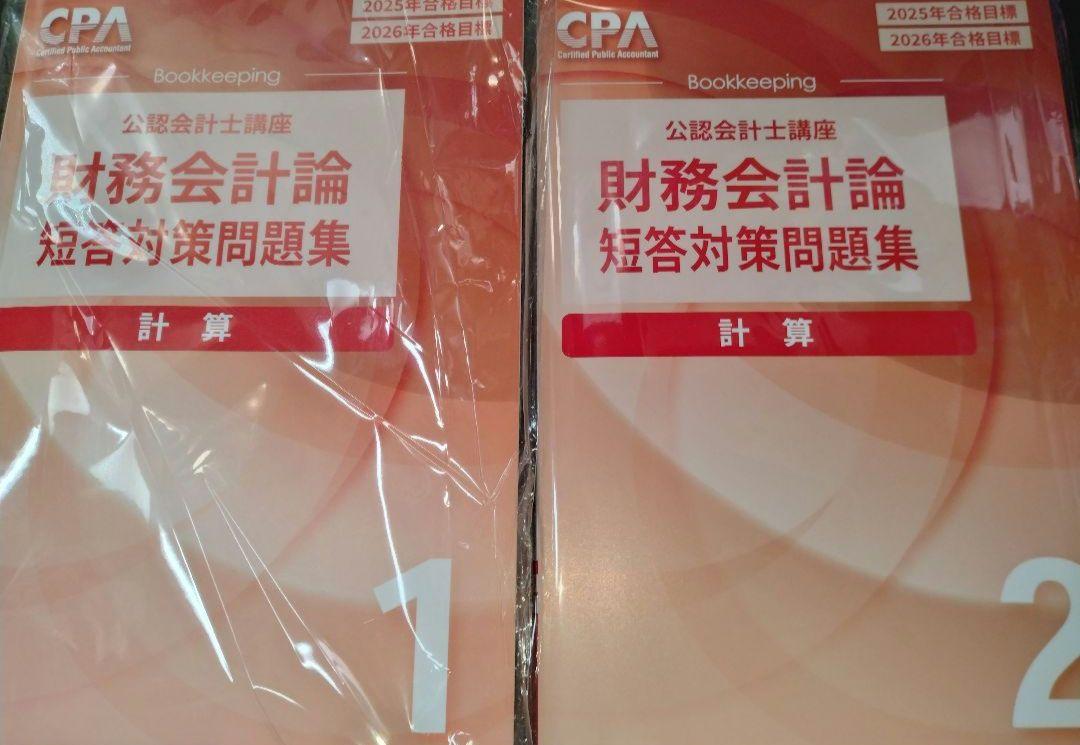 CPA
Certified Public Accountant
2025年合格目標
2026年合格目標
Bookkeeping
公認会計士講座
財務会計論
短答対策問題集
計算
1
CPA
Certified Public Accountant
2025年合格目標
2026年合格目標
Bookkeeping
公認会計士講座
財務会計論
短答対策問題集
計算
2